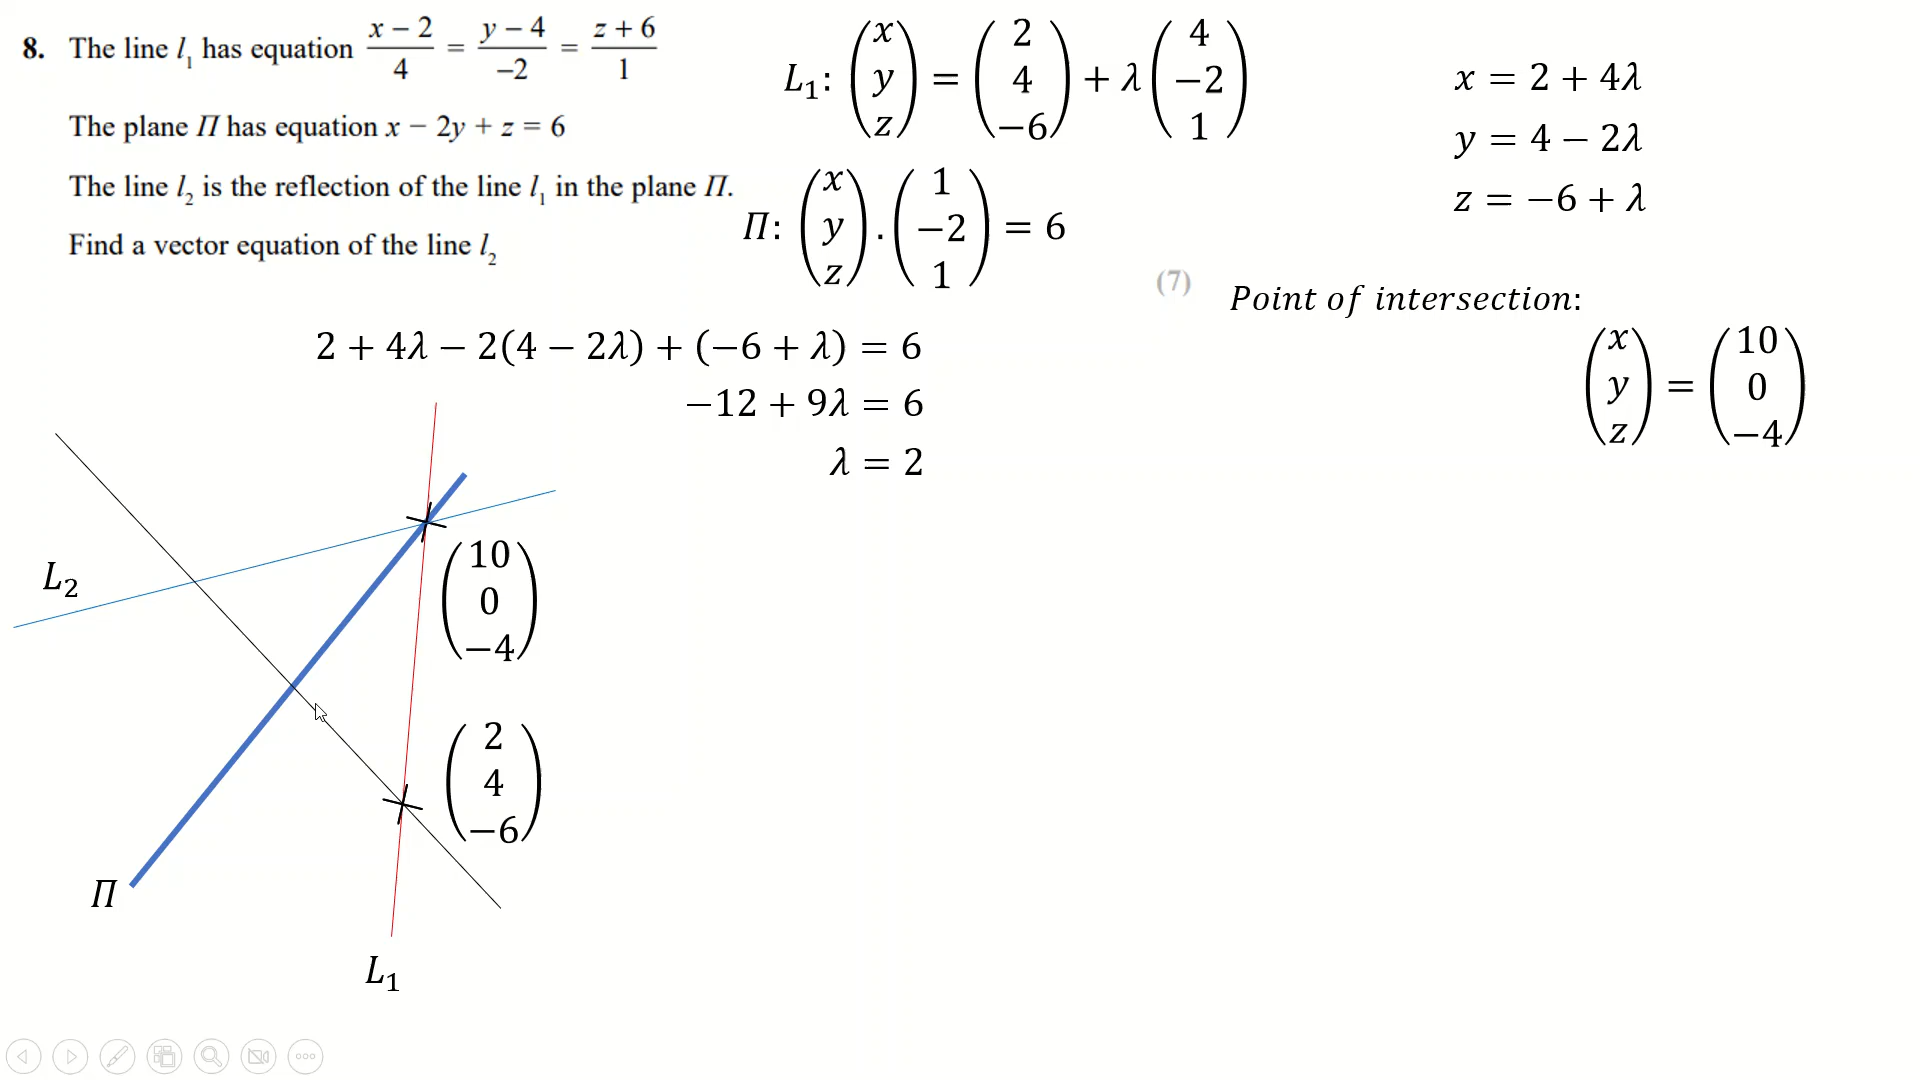 8. The line l₁ has equation (x − 2)/4 = (y − 4)/−2 = (z + 6)/1
The plane Π has equation x − 2y + z = 6
The line l₂ is the reflection of the line l₁ in the plane Π.
Find a vector equation of the line l₂
(7)
L₁: (x y z) = (2 4 −6) + λ (4 −2 1)
Π: (x y z) . (1 −2 1) = 6
x = 2 + 4λ
y = 4 − 2λ
z = −6 + λ
2 + 4λ − 2(4 − 2λ) + (−6 + λ) = 6
−12 + 9λ = 6
λ = 2
Point of intersection:
(x y z) = (10 0 −4)
L₂
(10 0 −4)
(2 4 −6)
Π
L₁